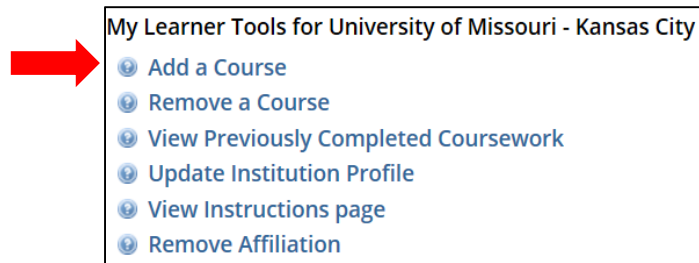 My Learner Tools for University of Missouri - Kansas City
Add a Course
Remove a Course
View Previously Completed Coursework
Update Institution Profile
View Instructions page
Remove Affiliation